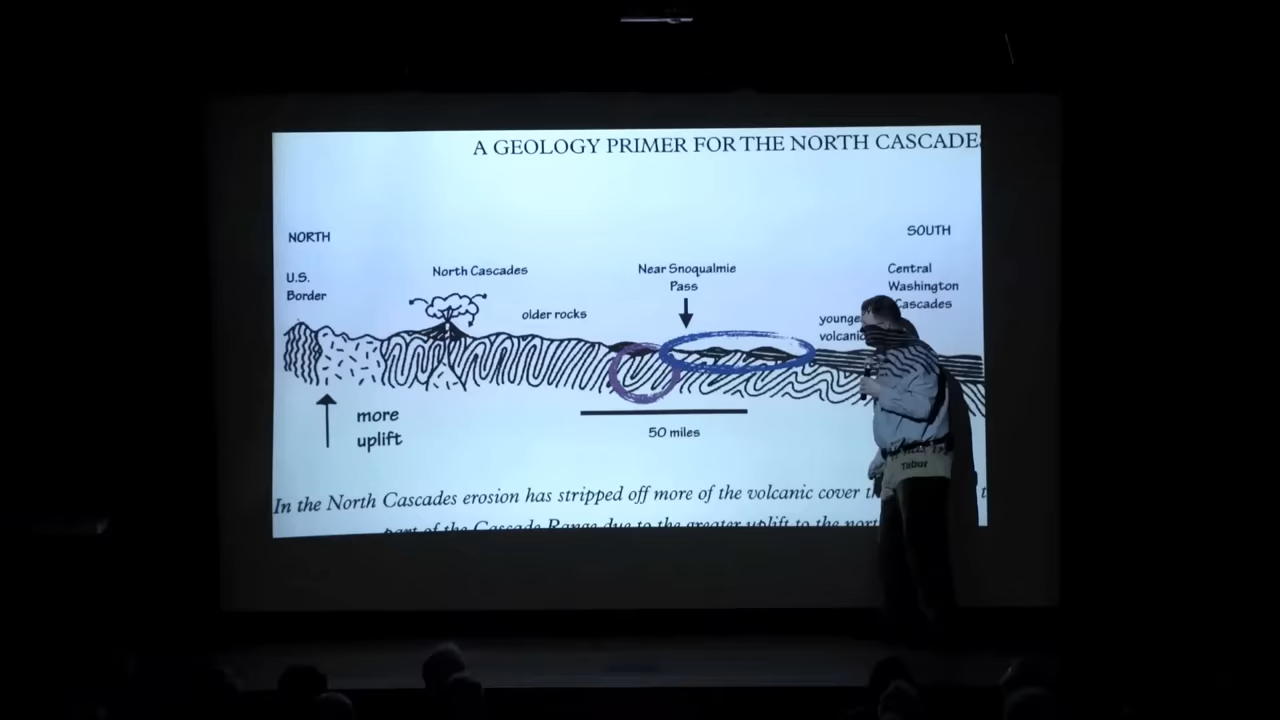 A GEOLOGY PRIMER FOR THE NORTH CASCADES
NORTH
SOUTH
U.S.
Border
North Cascades
Near Snoqualmie
Pass
Central
Washington
Cascades
older rocks
younge
volcanic
more
uplift
50 miles
Tabor
In the North Cascades erosion has stripped off more of the volcanic cover
part of the Cascade Range due to the greater uplift to the nort